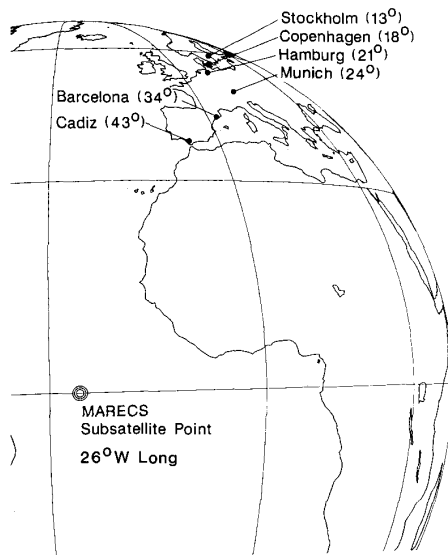 Stockholm (13°)
Copenhagen (18°)
Hamburg (21°)
Munich (24°)
Barcelona (34°)
Cadiz (43°)
MARECS
Subsatellite Point
26° W Long